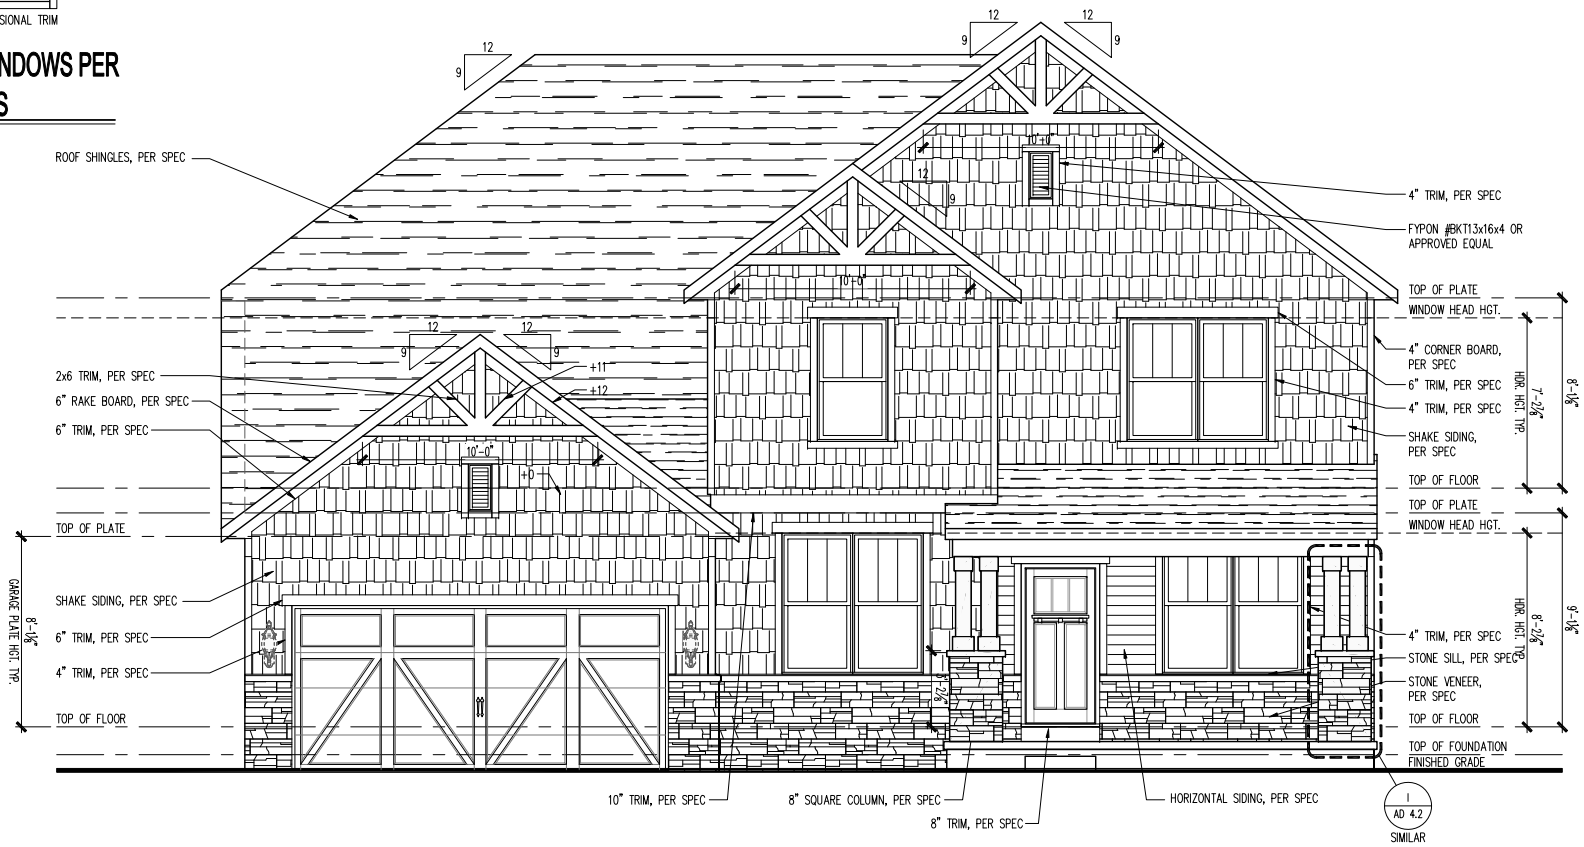 SIONAL TRIM
NDOWS PER
S
12
9
12
9
12
9
ROOF SHINGLES, PER SPEC
10'-0"
12
9
4" TRIM, PER SPEC
FYPON #BKT13x16x4 OR
APPROVED EQUAL
10'-0"
TOP OF PLATE
WINDOW HEAD HGT.
12
9
12
9
2x6 TRIM, PER SPEC
6" RAKE BOARD, PER SPEC
6" TRIM, PER SPEC
+11
+12
10'-0"
+0
4" CORNER BOARD,
PER SPEC
6" TRIM, PER SPEC
4" TRIM, PER SPEC
SHAKE SIDING,
PER SPEC
HDR. HGT. TYP.
7'-2⅞"
8'-1⅛"
TOP OF FLOOR
TOP OF PLATE
WINDOW HEAD HGT.
TOP OF PLATE
GARAGE PLATE HGT. TYP.
8'-1⅛"
SHAKE SIDING, PER SPEC
6" TRIM, PER SPEC
4" TRIM, PER SPEC
TOP OF FLOOR
HDR. HGT. TYP.
8'-2⅞"
9'-1⅛"
4" TRIM, PER SPEC
STONE SILL, PER SPEC
STONE VENEER,
PER SPEC
TOP OF FLOOR
TOP OF FOUNDATION
FINISHED GRADE
10" TRIM, PER SPEC
8" SQUARE COLUMN, PER SPEC
8" TRIM, PER SPEC
HORIZONTAL SIDING, PER SPEC
1
AD 4.2
SIMILAR